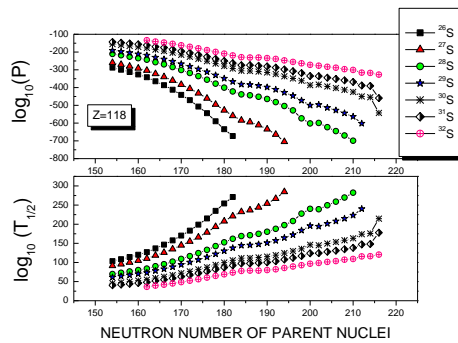 -100
-200
-300
-400
-500
-600
-700
-800
log₁₀(P)
Z=118
150 160 170 180 190 200 210 220
²⁶S
²⁷S
²⁸S
²⁹S
³⁰S
³¹S
³²S
300
250
200
150
100
50
0
log₁₀ (T₁/₂)
150 160 170 180 190 200 210 220
NEUTRON NUMBER OF PARENT NUCLEI